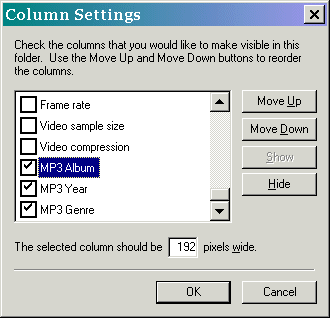 Column Settings
Check the columns that you would like to make visible in this
folder. Use the Move Up and Move Down buttons to reorder
the columns.
Frame rate
Video sample size
Video compression
MP3 Album
MP3 Year
MP3 Genre
Move Up
Move Down
Show
Hide
The selected column should be 192 pixels wide.
OK
Cancel